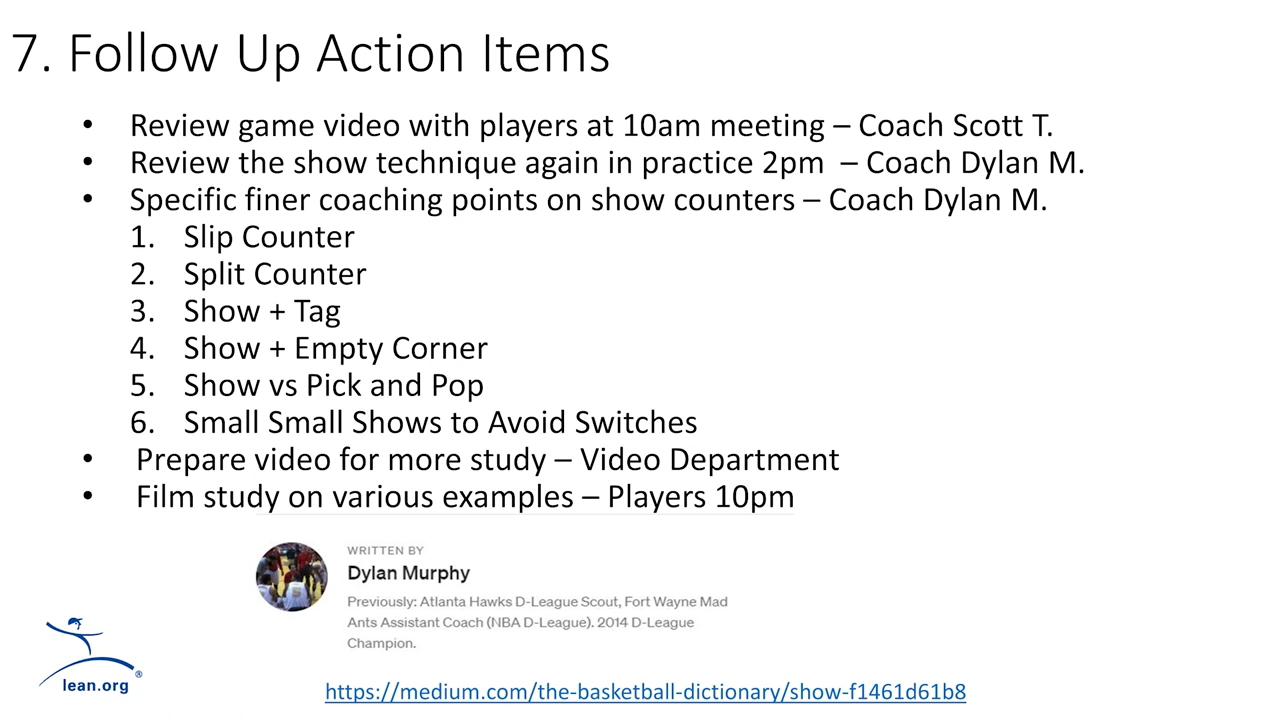 7. Follow Up Action Items
• Review game video with players at 10am meeting – Coach Scott T.
• Review the show technique again in practice 2pm – Coach Dylan M.
• Specific finer coaching points on show counters – Coach Dylan M.
1. Slip Counter
2. Split Counter
3. Show + Tag
4. Show + Empty Corner
5. Show vs Pick and Pop
6. Small Small Shows to Avoid Switches
• Prepare video for more study – Video Department
• Film study on various examples – Players 10pm
WRITTEN BY
Dylan Murphy
Previously: Atlanta Hawks D-League Scout, Fort Wayne Mad
Ants Assistant Coach (NBA D-League). 2014 D-League
Champion.
lean.org®
https://medium.com/the-basketball-dictionary/show-f1461d61b8